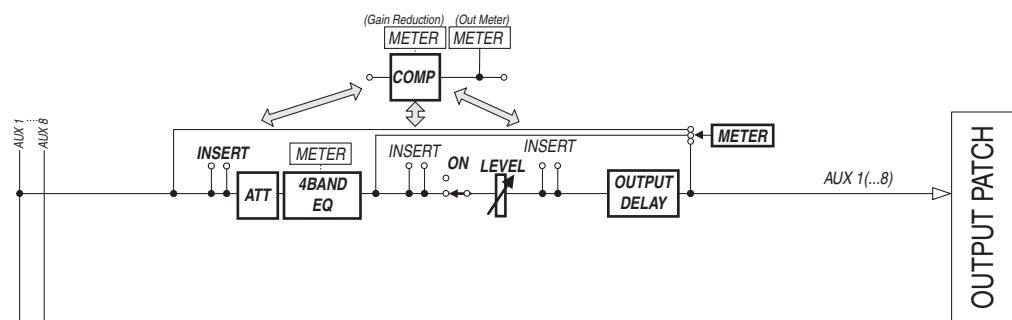 (Gain Reduction) (Out Meter)
METER METER
COMP
AUX 1
AUX 8
METER
INSERT METER INSERT ON LEVEL INSERT
ATT 4BAND EQ OUTPUT DELAY
AUX 1(...8)
OUTPUT PATCH